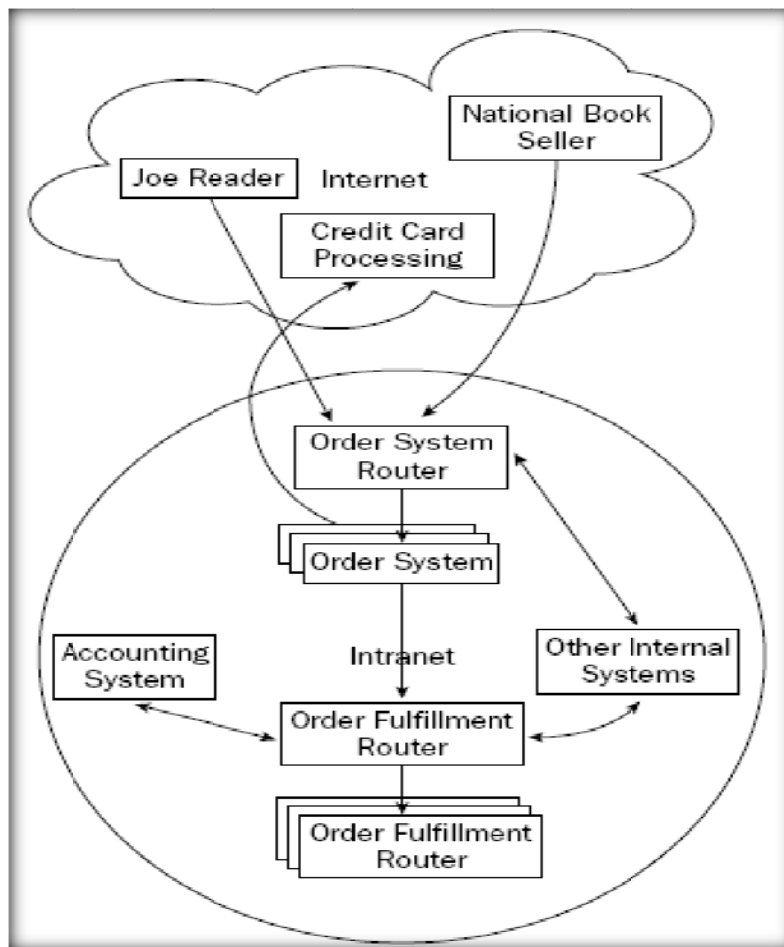 National Book
Seller
Joe Reader
Internet
Credit Card
Processing
Order System
Router
Order System
Accounting
System
Intranet
Other Internal
Systems
Order Fulfillment
Router
Order Fulfillment
Router